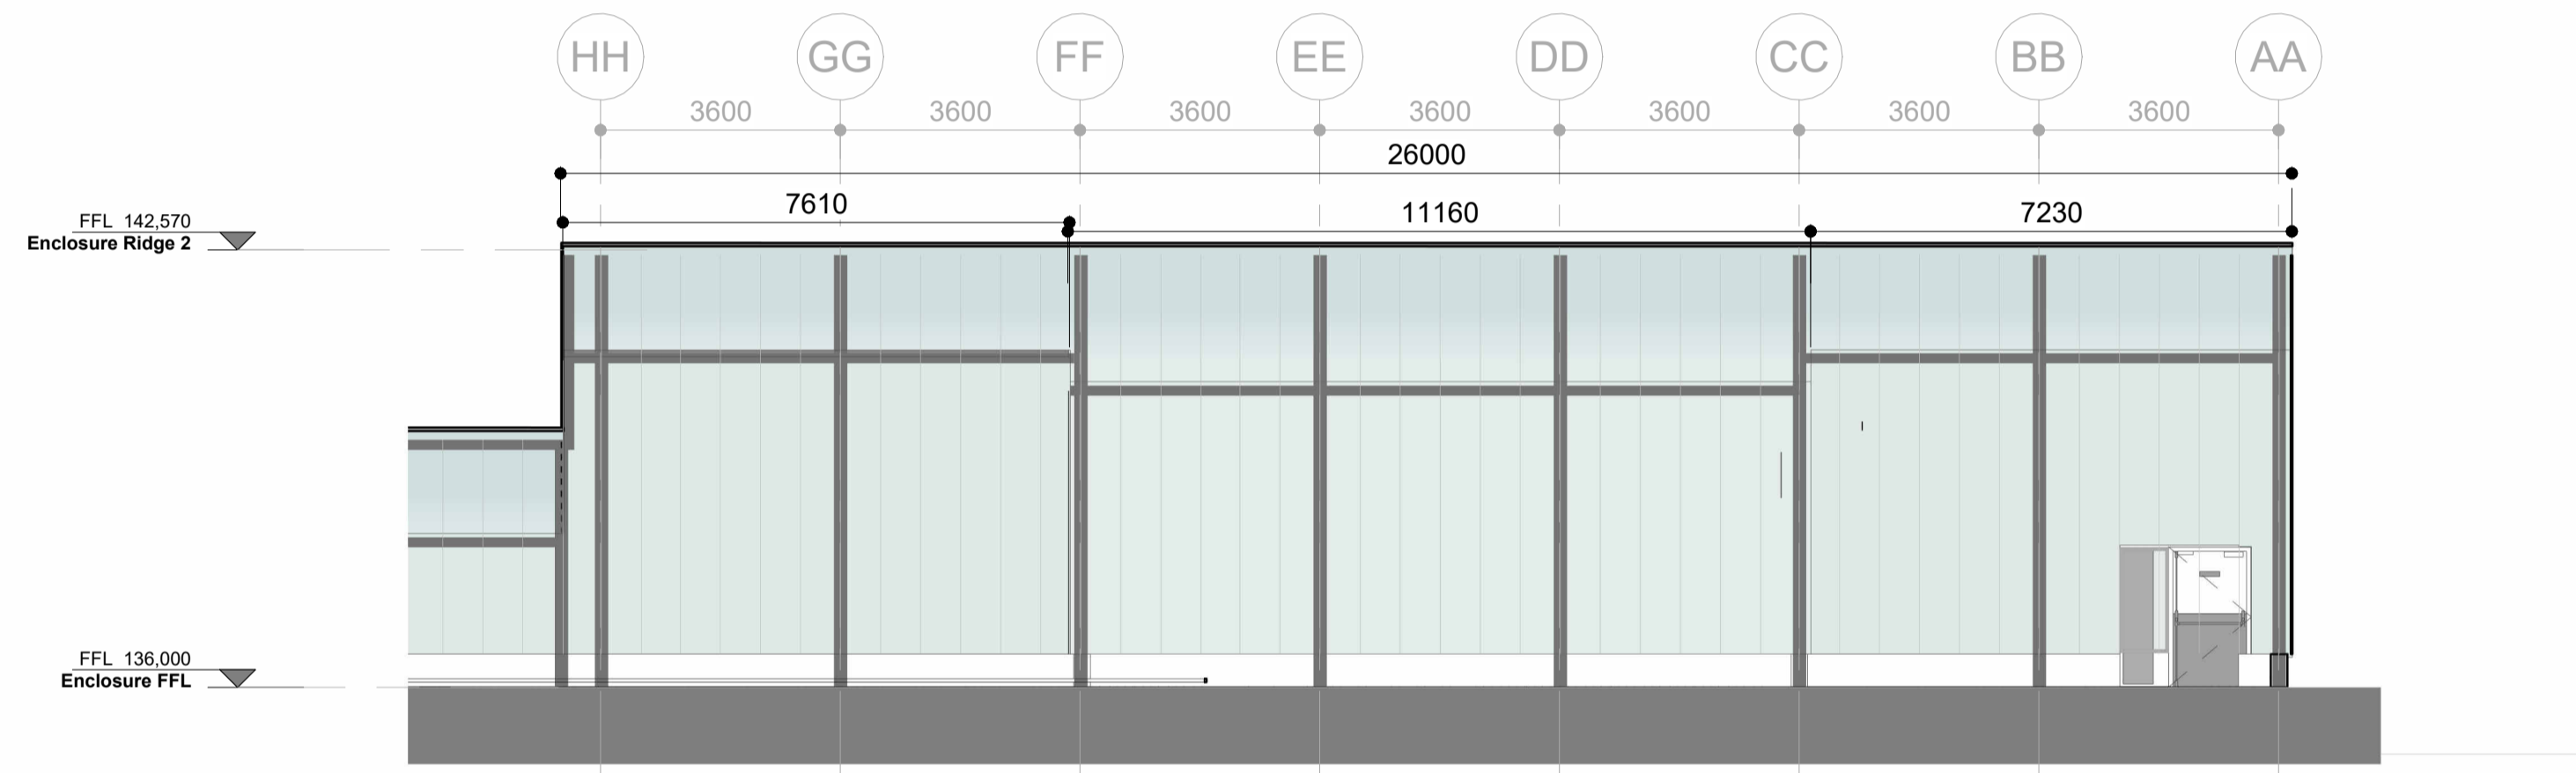 HH GG FF EE DD CC BB AA
3600 3600 3600 3600 3600 3600 3600
26000
7610 11160 7230
FFL 142,570
Enclosure Ridge 2
FFL 136,000
Enclosure FFL